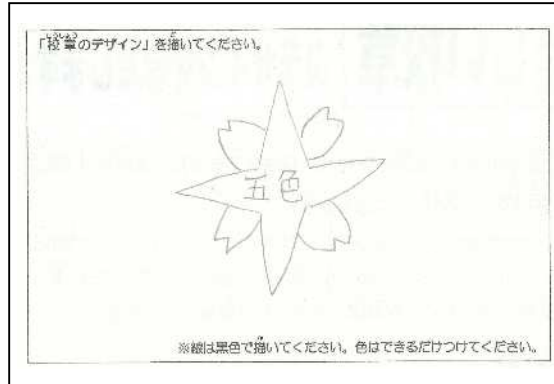 「校章のデザイン」を描いてください。
五色
※線は黒色で描いてください。色はできるだけつけてください。